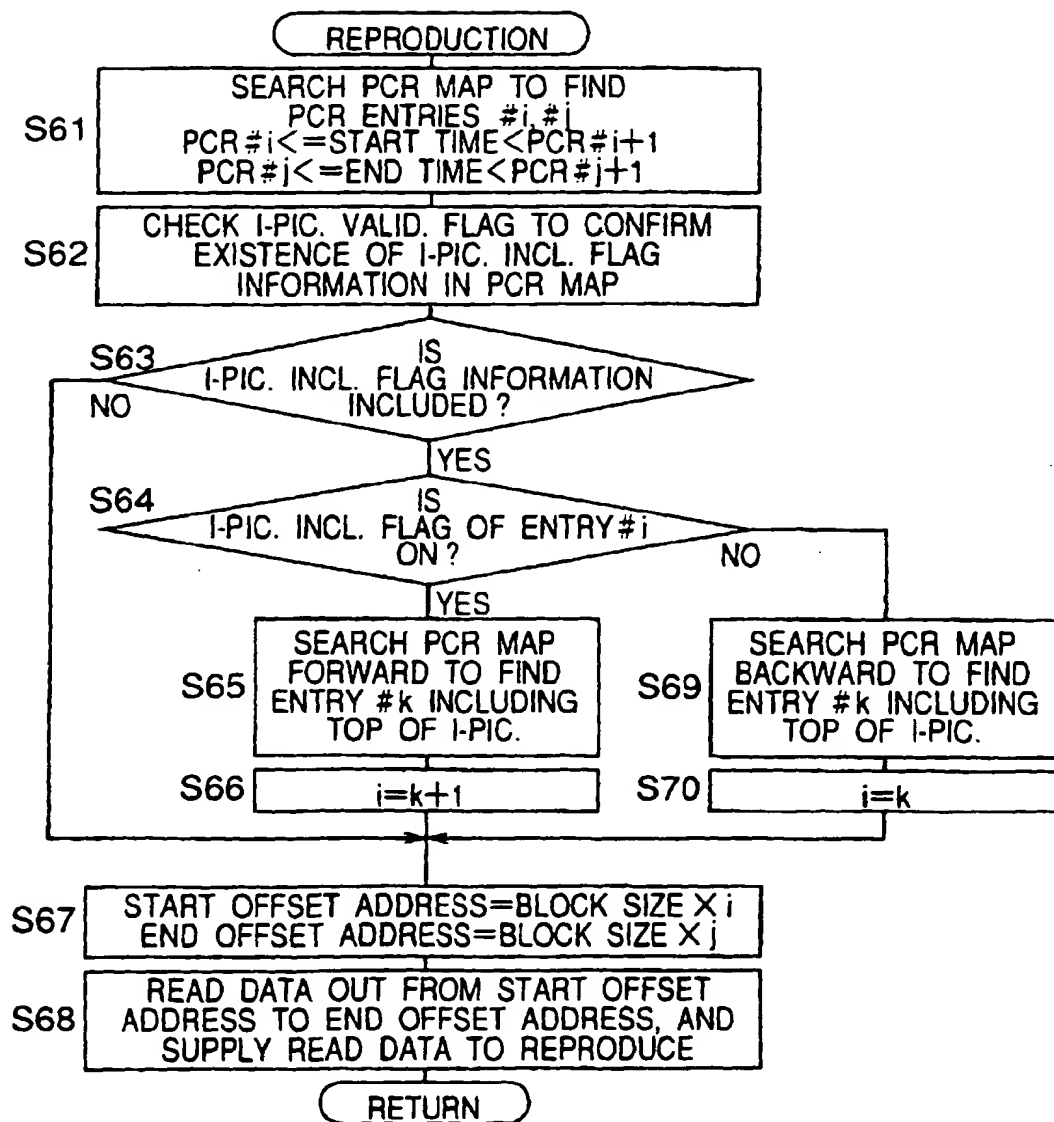 REPRODUCTION
S61
SEARCH PCR MAP TO FIND
PCR ENTRIES #i,#j
PCR#i<=START TIME<PCR#i+1
PCR#j<=END TIME<PCR#j+1
S62
CHECK I-PIC. VALID. FLAG TO CONFIRM
EXISTENCE OF I-PIC. INCL. FLAG
INFORMATION IN PCR MAP
S63
IS
I-PIC. INCL. FLAG INFORMATION
INCLUDED?
NO
YES
S64
IS
I-PIC. INCL. FLAG OF ENTRY#i
ON?
NO
YES
S65
SEARCH PCR MAP
FORWARD TO FIND
ENTRY #k INCLUDING
TOP OF I-PIC.
S69
SEARCH PCR MAP
BACKWARD TO FIND
ENTRY #k INCLUDING
TOP OF I-PIC.
S66
i=k+1
S70
i=k
S67
START OFFSET ADDRESS=BLOCK SIZE×i
END OFFSET ADDRESS=BLOCK SIZE×j
S68
READ DATA OUT FROM START OFFSET
ADDRESS TO END OFFSET ADDRESS, AND
SUPPLY READ DATA TO REPRODUCE
RETURN